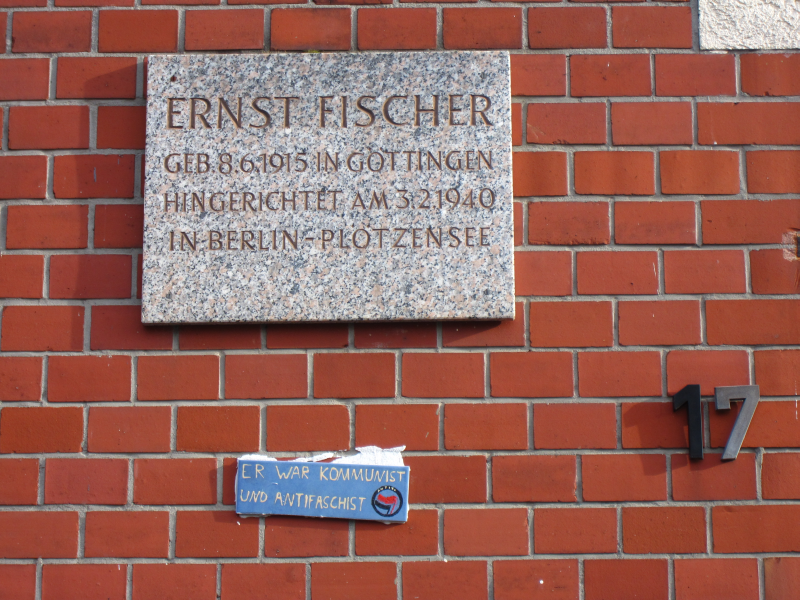 ERNST FISCHER
GEB. 8.6.1915 IN GÖTTINGEN
HINGERICHTET AM 3.2.1940
IN BERLIN-PLÖTZENSEE
17
ER WAR KOMMUNIST
UND ANTIFASCHIST